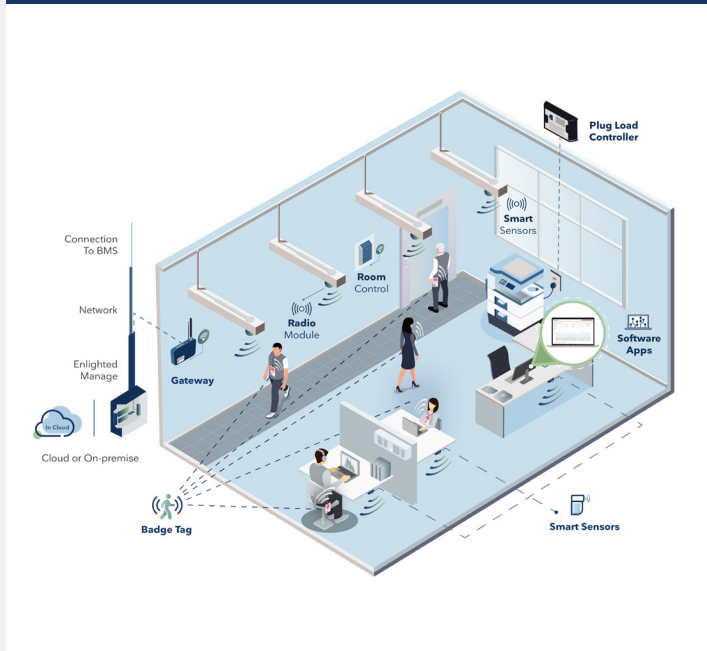 Plug Load
Controller
((o))
Smart
Sensors
Connection
To BMS
Room
Control
Network
((o))
Radio
Module
Software
Apps
Enlighted
Manage
Gateway
In Cloud
Cloud or On-premise
Badge Tag
Smart Sensors